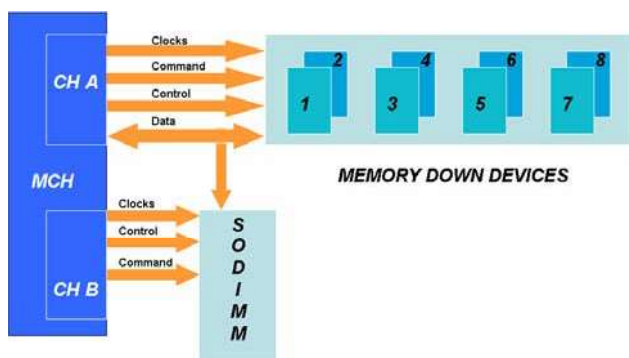 MCH
CH A
CH B
Clocks
Command
Control
Data
1
2
3
4
5
6
7
8
MEMORY DOWN DEVICES
Clocks
Control
Command
SODIMM